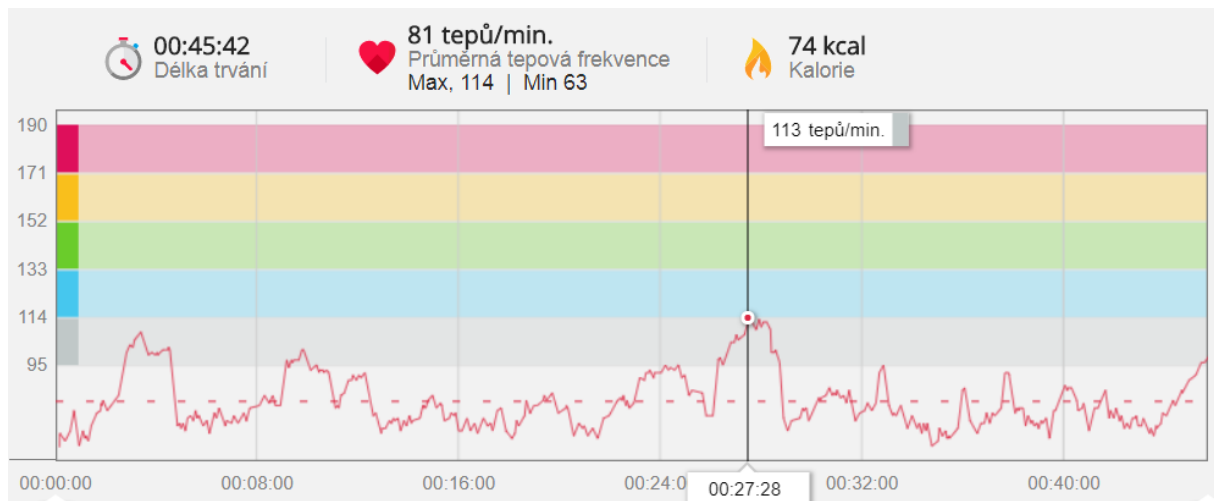 00:45:42
Délka trvání
81 tepů/min.
Průměrná tepová frekvence
Max, 114 | Min 63
74 kcal
Kalorie
113 tepů/min.
190
171
152
133
114
95
00:00:00 00:08:00 00:16:00 00:24:0 00:27:28 00:32:00 00:40:00